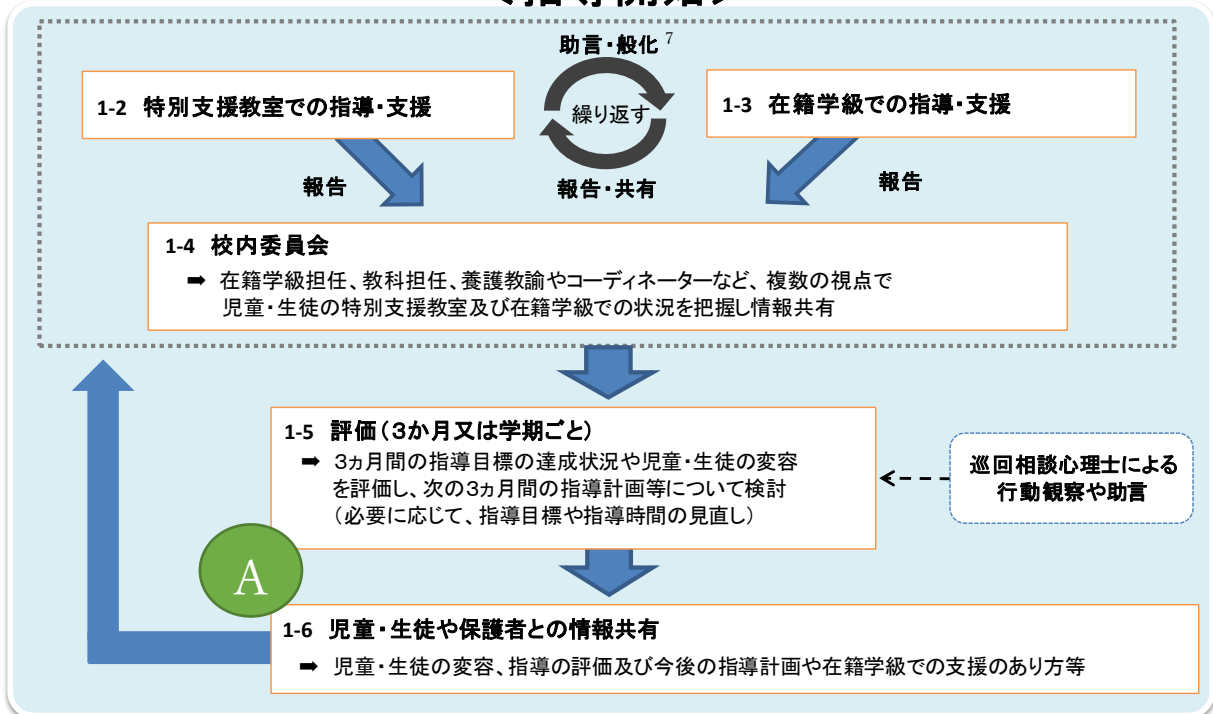 助言・般化 7
1-2 特別支援教室での指導・支援
繰り返す
1-3 在籍学級での指導・支援
報告
報告・共有
報告
1-4 校内委員会
➡ 在籍学級担任、教科担任、養護教諭やコーディネーターなど、複数の視点で
児童・生徒の特別支援教室及び在籍学級での状況を把握し情報共有
1-5 評価(3か月又は学期ごと)
➡ 3ヵ月間の指導目標の達成状況や児童・生徒の変容
を評価し、次の3ヵ月間の指導計画等について検討
(必要に応じて、指導目標や指導時間の見直し)
巡回相談心理士による
行動観察や助言
A
1-6 児童・生徒や保護者との情報共有
➡ 児童・生徒の変容、指導の評価及び今後の指導計画や在籍学級での支援のあり方等